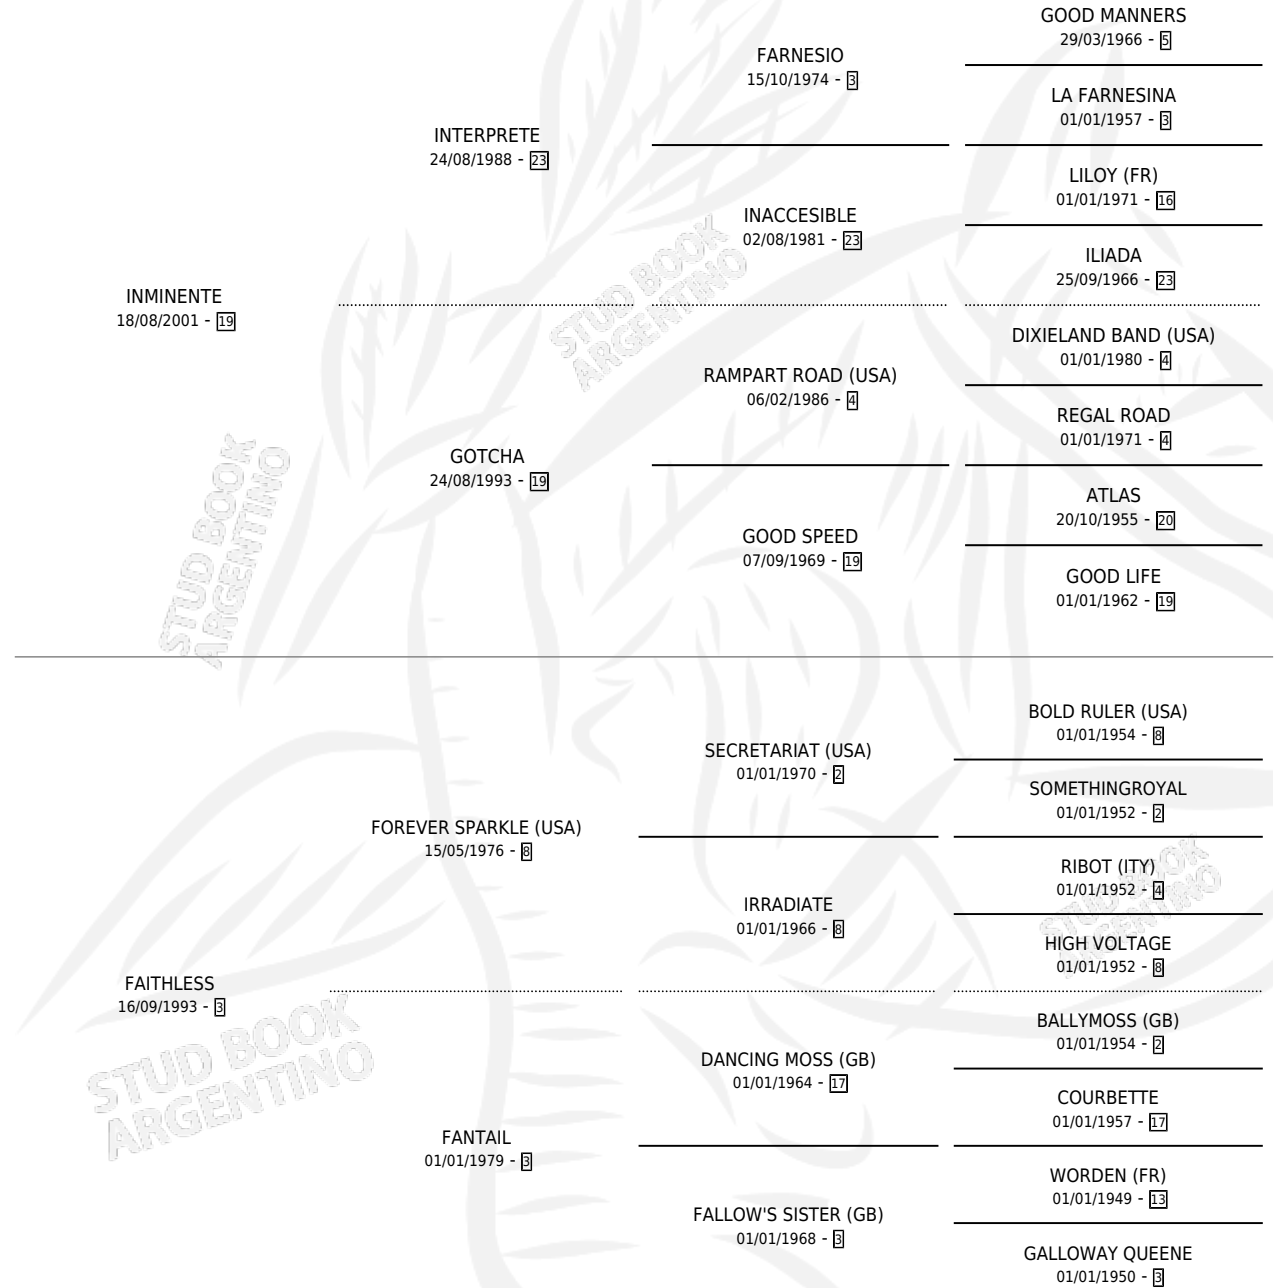 GOOD MANNERS
29/03/1966 - 5
FARNESIO
15/10/1974 - 3
LA FARNESINA
01/01/1957 - 3
INTERPRETE
24/08/1988 - 23
LILOY (FR)
01/01/1971 - 16
INACCESIBLE
02/08/1981 - 23
ILIADA
25/09/1966 - 23
INMINENTE
18/08/2001 - 19
DIXIELAND BAND (USA)
01/01/1980 - 4
RAMPART ROAD (USA)
06/02/1986 - 4
REGAL ROAD
01/01/1971 - 4
GOTCHA
24/08/1993 - 19
ATLAS
20/10/1955 - 20
GOOD SPEED
07/09/1969 - 19
GOOD LIFE
01/01/1962 - 19
BOLD RULER (USA)
01/01/1954 - 8
SECRETARIAT (USA)
01/01/1970 - 2
SOMETHINGROYAL
01/01/1952 - 2
FOREVER SPARKLE (USA)
15/05/1976 - 8
RIBOT (ITY)
01/01/1952 - 4
IRRADIATE
01/01/1966 - 8
HIGH VOLTAGE
01/01/1952 - 8
FAITHLESS
16/09/1993 - 3
BALLYMOSS (GB)
01/01/1954 - 2
DANCING MOSS (GB)
01/01/1964 - 17
COURBETTE
01/01/1957 - 17
FANTAIL
01/01/1979 - 3
WORDEN (FR)
01/01/1949 - 13
FALLOW'S SISTER (GB)
01/01/1968 - 3
GALLOWAY QUEENE
01/01/1950 - 3
STUD BOOK
ARGENTINO
STUD BOOK
ARGENTINO
STUD BOOK
ARGENTINO
STUD BOOK
ARGENTINO